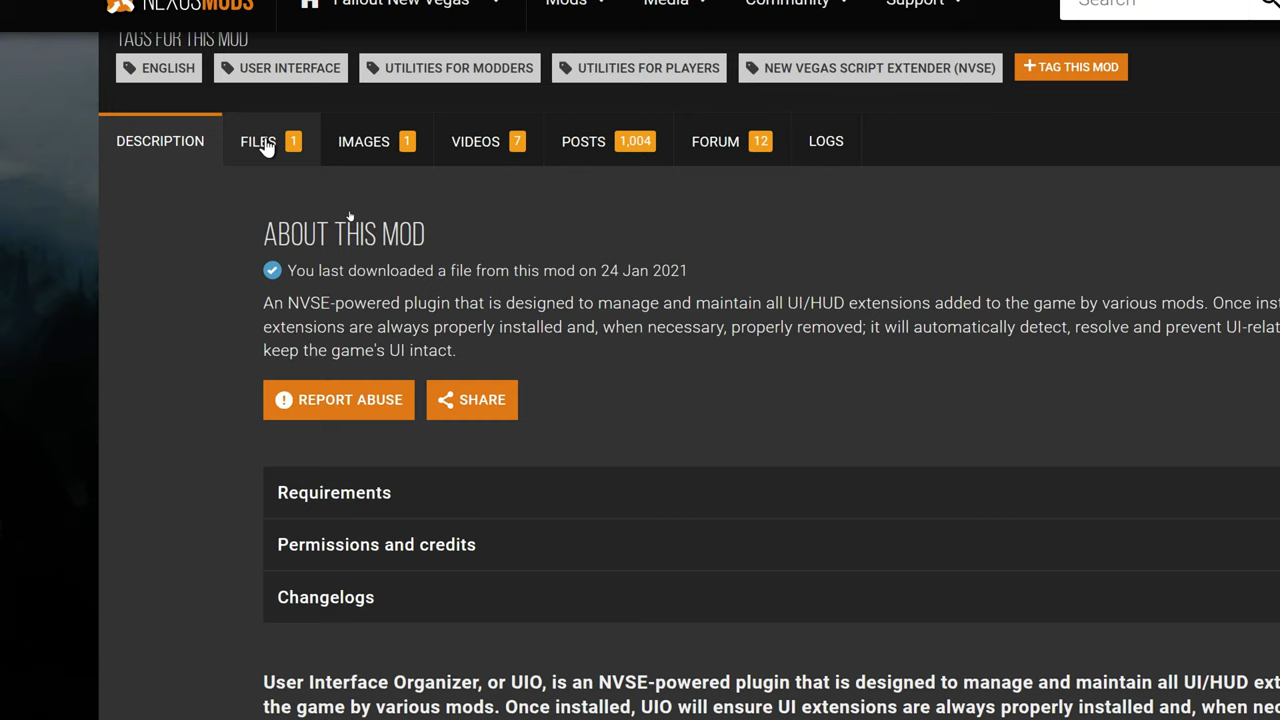 NEXUSMODS
Fallout New Vegas
Mods
Media
Community
Support
Search
TAGS FOR THIS MOD
ENGLISH
USER INTERFACE
UTILITIES FOR MODDERS
UTILITIES FOR PLAYERS
NEW VEGAS SCRIPT EXTENDER (NVSE)
+ TAG THIS MOD
DESCRIPTION
FILES 1
IMAGES 1
VIDEOS 7
POSTS 1,004
FORUM 12
LOGS
ABOUT THIS MOD
You last downloaded a file from this mod on 24 Jan 2021
An NVSE-powered plugin that is designed to manage and maintain all UI/HUD extensions added to the game by various mods. Once inst
extensions are always properly installed and, when necessary, properly removed; it will automatically detect, resolve and prevent UI-relat
keep the game's UI intact.
REPORT ABUSE
SHARE
Requirements
Permissions and credits
Changelogs
User Interface Organizer, or UIO, is an NVSE-powered plugin that is designed to manage and maintain all UI/HUD ext
the game by various mods. Once installed, UIO will ensure UI extensions are always properly installed and, when nec